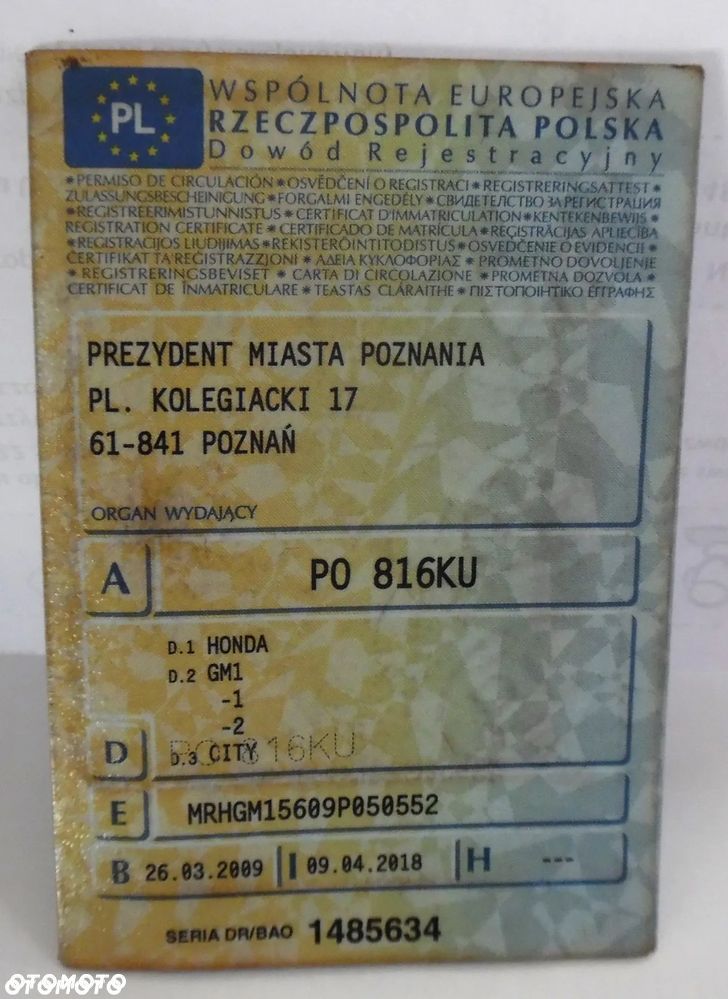 PL
WSPÓLNOTA EUROPEJSKA
RZECZPOSPOLITA POLSKA
Dowód Rejestracyjny
*PERMISO DE CIRCULACIÓN*OSVĚDČENÍ O REGISTRACI*REGISTRERINGSATTEST*
ZULASSUNGSBESCHEINIGUNG*FORGALMI ENGEDÉLY*СВИДЕТЕЛСТВО ЗА РЕГИСТРАЦИЯ
*REGISTREERIMISTUNNISTUS*CERTIFICAT D'IMMATRICULATION*KENTEKENBEWIJS
REGISTRATION CERTIFICATE*CERTIFICADO DE MATRÍCULA*REĢISTRĀCIJAS APLIECĪBA
*REGISTRACIJOS LIUDIJIMAS*REKISTERÖINTITODISTUS*OSVEDČENIE O EVIDENCII*
ĊERTIFIKAT TA'REĠISTRAZZJONI*ΑΔΕΙΑ ΚΥΚΛΟΦΟΡΙΑΣ*PROMETNO DOVOLJENJE
*REGISTRERINGSBEVISET*CARTA DI CIRCOLAZIONE*PROMETNA DOZVOLA*
CERTIFICAT DE ÎNMATRICULARE*TEASTAS CLÁRAITHE*ΠΙΣΤΟΠΟΙΗΤΙΚΟ ΕΓΓΡΑΦΗΣ
PREZYDENT MIASTA POZNANIA
PL. KOLEGIACKI 17
61-841 POZNAŃ
ORGAN WYDAJĄCY
A PO 816KU
D.1 HONDA
D.2 GM1
-1
-2
D D.3 CITY
PO 816KU
E MRHGM15609P050552
B 26.03.2009 I 09.04.2018 H ---
SERIA DR/BAO 1485634
OTOMOTO